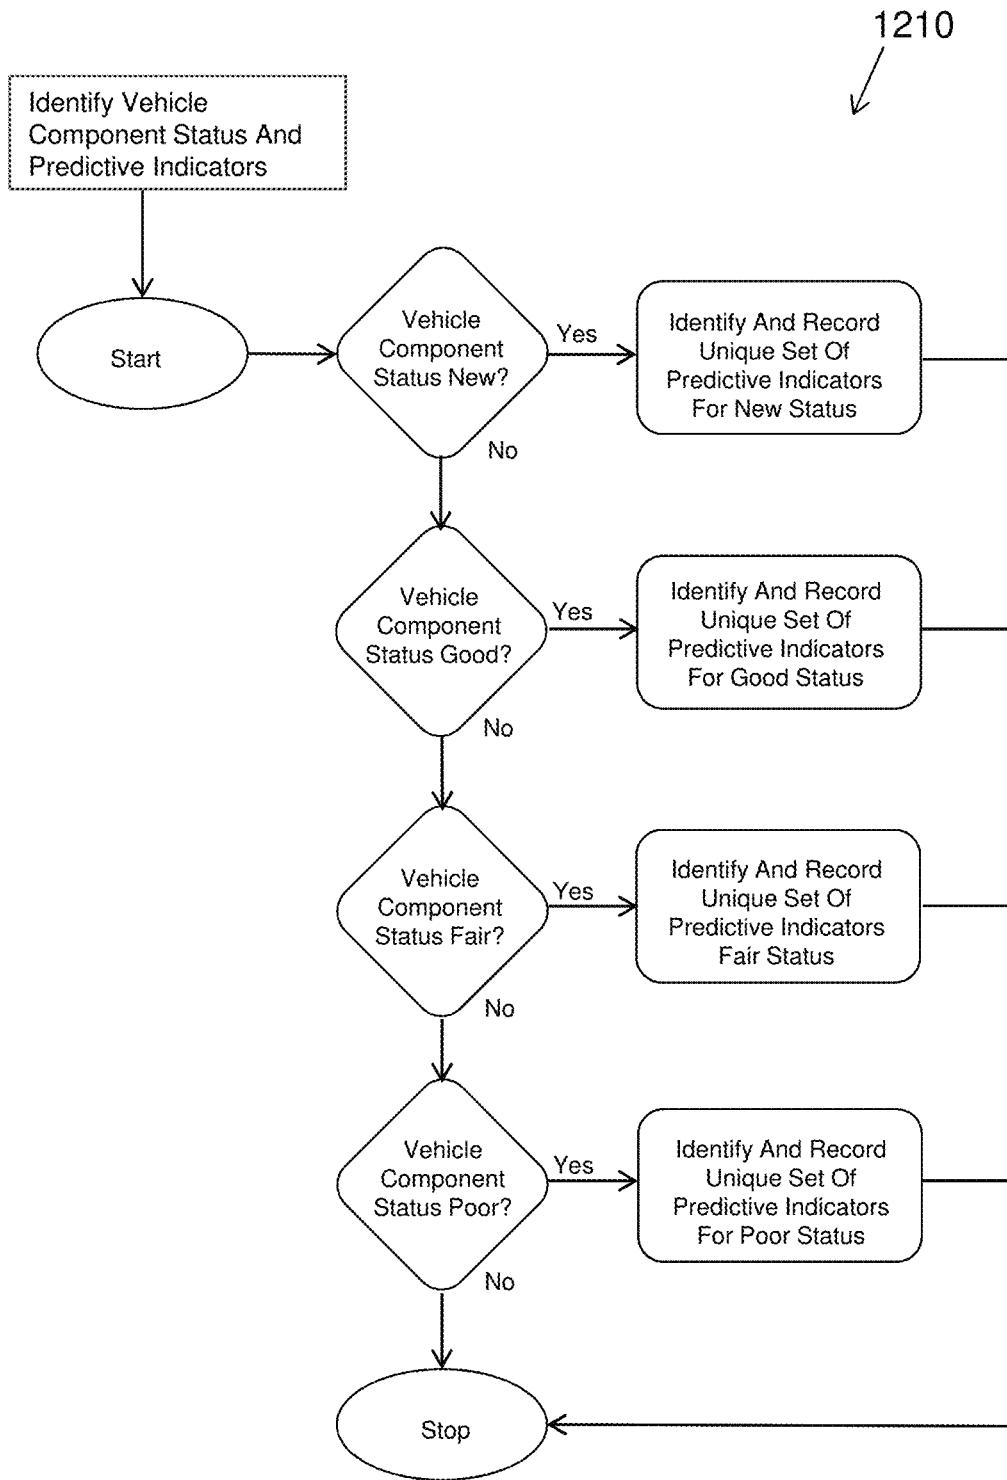 1210
Identify Vehicle
Component Status And
Predictive Indicators
Start
Vehicle
Component
Status New?
Yes
Identify And Record
Unique Set Of
Predictive Indicators
For New Status
No
Vehicle
Component
Status Good?
Yes
Identify And Record
Unique Set Of
Predictive Indicators
For Good Status
No
Vehicle
Component
Status Fair?
Yes
Identify And Record
Unique Set Of
Predictive Indicators
Fair Status
No
Vehicle
Component
Status Poor?
Yes
Identify And Record
Unique Set Of
Predictive Indicators
For Poor Status
No
Stop